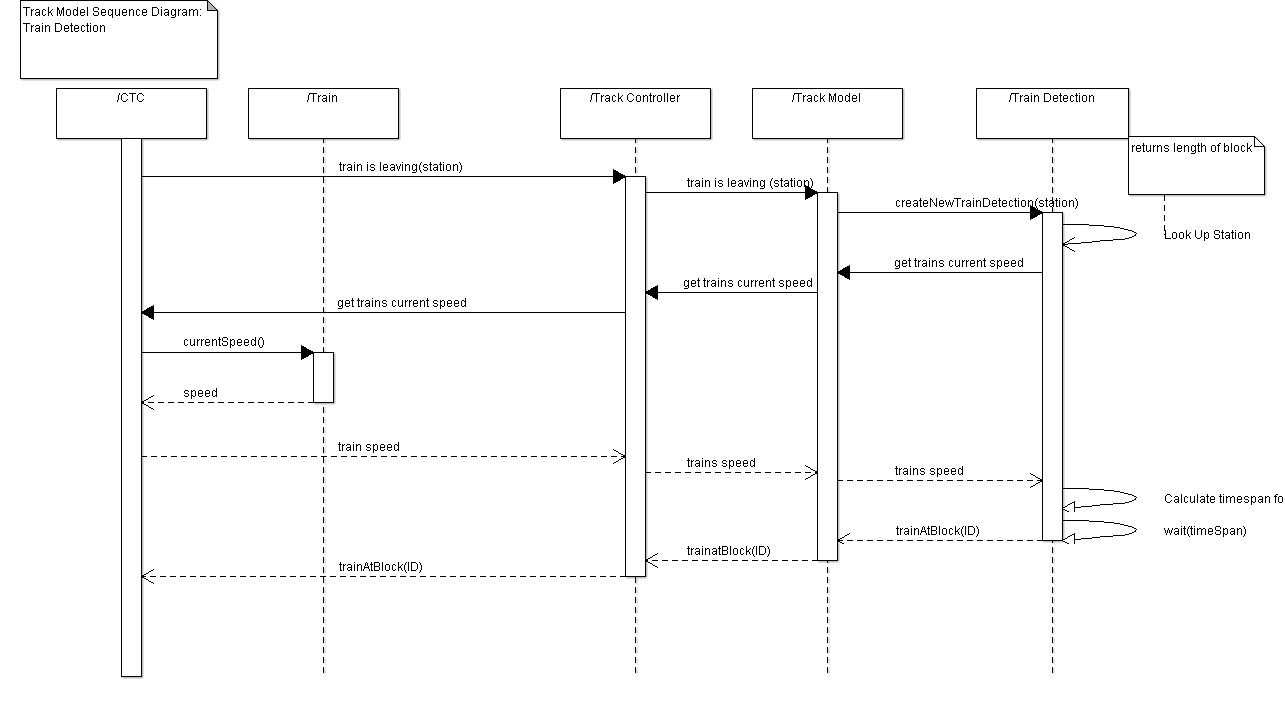 Track Model Sequence Diagram:
Train Detection
/CTC
/Train
/Track Controller
/Track Model
/Train Detection
returns length of block
train is leaving(station)
train is leaving (station)
createNewTrainDetection(station)
Look Up Station
get trains current speed
get trains current speed
get trains current speed
currentSpeed()
speed
train speed
trains speed
trains speed
Calculate timespan fo
wait(timeSpan)
trainAtBlock(ID)
trainatBlock(ID)
trainAtBlock(ID)